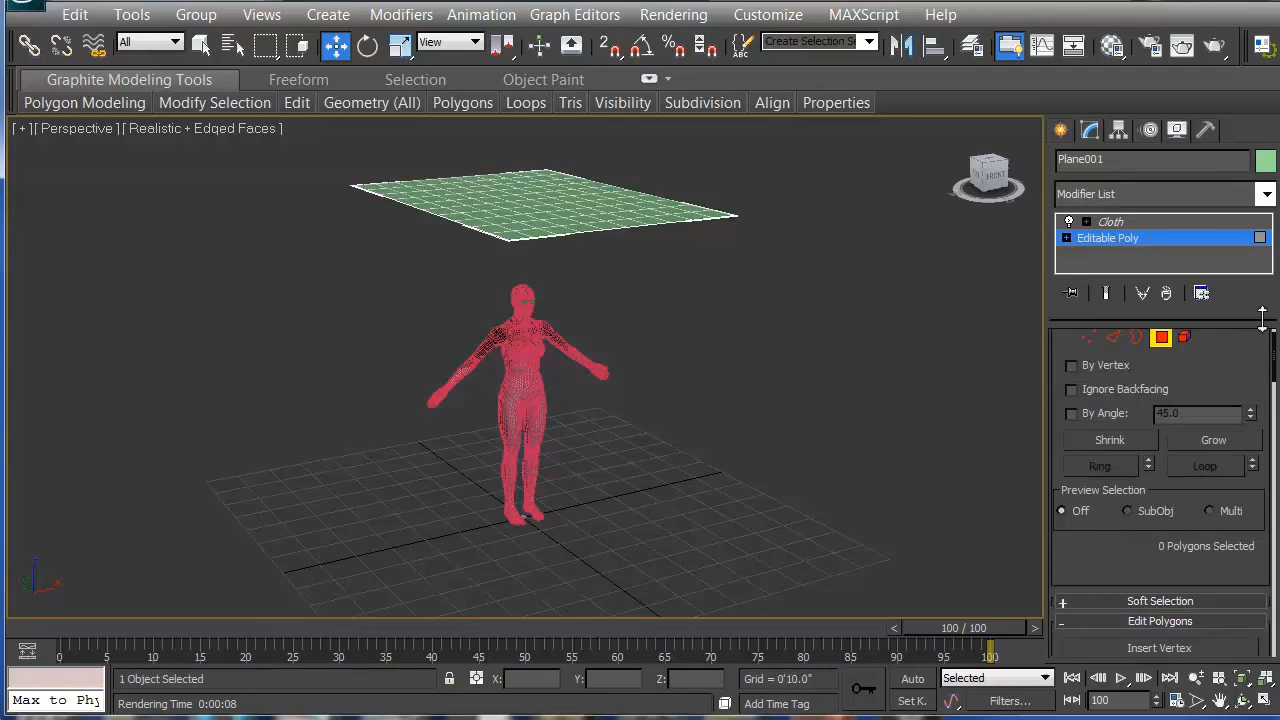 Edit Tools Group Views Create Modifiers Animation Graph Editors Rendering Customize MAXScript Help
All View Create Selection S
Graphite Modeling Tools Freeform Selection Object Paint
Polygon Modeling Modify Selection Edit Geometry (All) Polygons Loops Tris Visibility Subdivision Align Properties
[ + ][ Perspective ][ Realistic + Edged Faces ]
FRONT
Plane001
Modifier List
Cloth
Editable Poly
By Vertex
Ignore Backfacing
By Angle: 45.0
Shrink Grow
Ring Loop
Preview Selection
Off SubObj Multi
0 Polygons Selected
Soft Selection
Edit Polygons
Insert Vertex
z
x
y
< 100 / 100 >
0 5 10 15 20 25 30 35 40 45 50 55 60 65 70 75 80 85 90 95 100
1 Object Selected X: Y: Z: Grid = 0'10.0" Auto Selected
Max to Phy Rendering Time 0:00:08 Add Time Tag Set K. Filters... 100